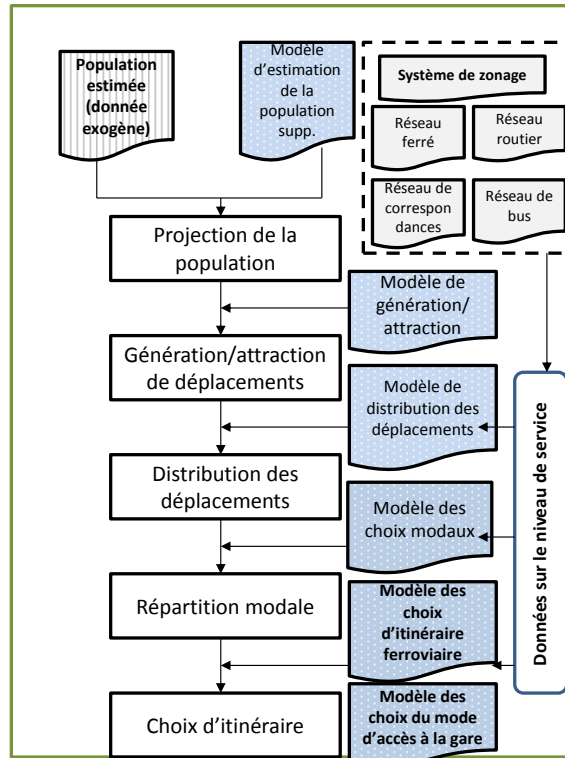 Population
estimée
(donnée
exogène)
Modèle
d'estimation
de la
population
supp.
Système de zonage
Réseau
ferré
Réseau
routier
Réseau de
correspon
dances
Réseau de
bus
Projection de la
population
Modèle de
génération/
attraction
Génération/attraction
de déplacements
Modèle de
distribution des
déplacements
Distribution des
déplacements
Modèle des
choix modaux
Données sur le niveau de service
Répartition modale
Modèle des
choix
d'itinéraire
ferroviaire
Choix d'itinéraire
Modèle des
choix du mode
d'accès à la gare